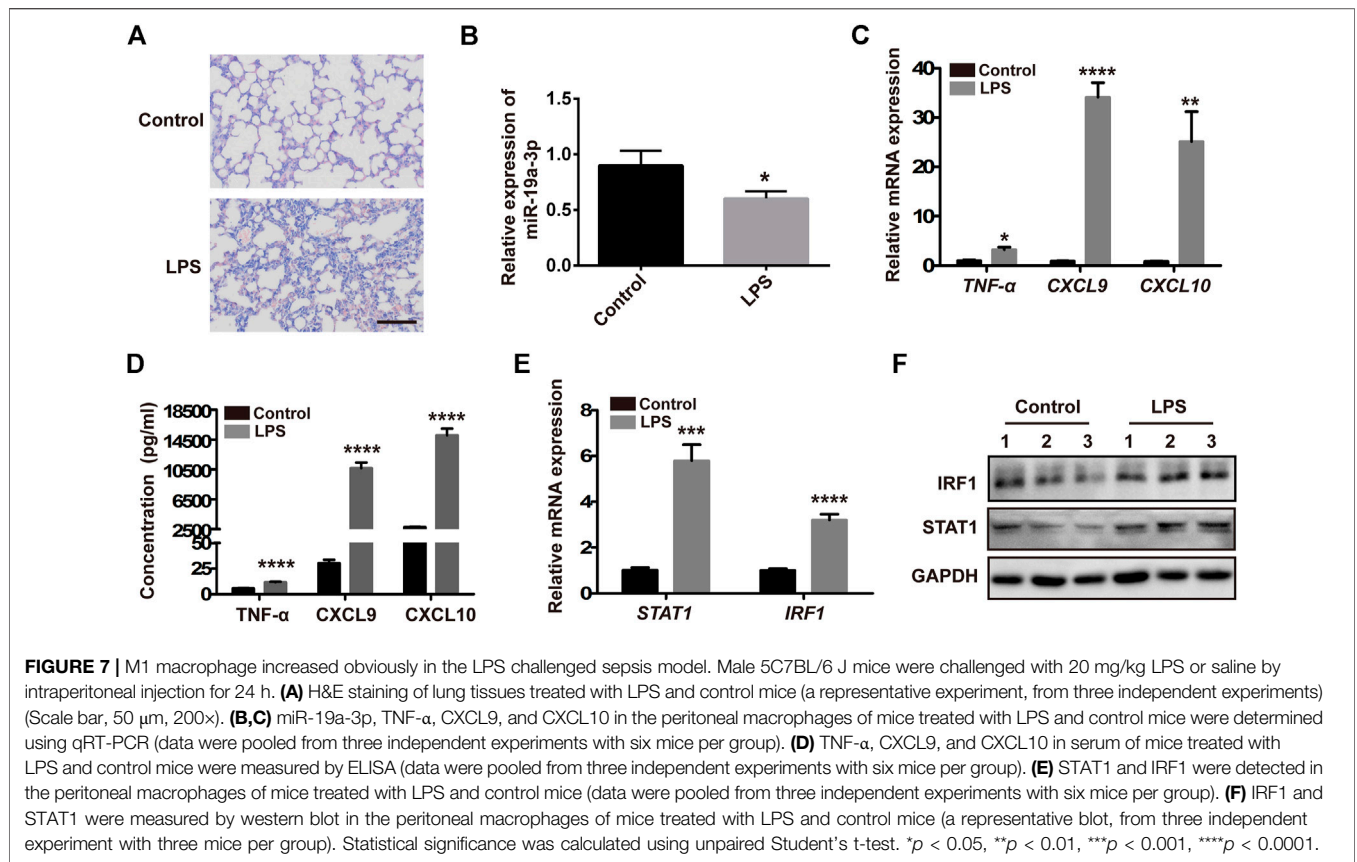 A
Control
LPS
B
Relative expression of
miR-19a-3p
1.5
1.0
0.5
0.0
*
Control
LPS
C
Relative mRNA expression
40
30
20
10
0
Control
LPS
*
****
**
TNF-α CXCL9 CXCL10
D
Concentration (pg/ml)
18500
14500
10500
6500
2500
50
25
0
Control
LPS
****
****
****
TNF-α CXCL9 CXCL10
E
Relative mRNA expression
8
6
4
2
0
Control
LPS
***
****
STAT1 IRF1
F
Control LPS
1 2 3 1 2 3
IRF1
STAT1
GAPDH
FIGURE 7 | M1 macrophage increased obviously in the LPS challenged sepsis model. Male 5C7BL/6 J mice were challenged with 20 mg/kg LPS or saline by
intraperitoneal injection for 24 h. (A) H&E staining of lung tissues treated with LPS and control mice (a representative experiment, from three independent experiments)
(Scale bar, 50 μm, 200×). (B,C) miR-19a-3p, TNF-α, CXCL9, and CXCL10 in the peritoneal macrophages of mice treated with LPS and control mice were determined
using qRT-PCR (data were pooled from three independent experiments with six mice per group). (D) TNF-α, CXCL9, and CXCL10 in serum of mice treated with
LPS and control mice were measured by ELISA (data were pooled from three independent experiments with six mice per group). (E) STAT1 and IRF1 were detected in
the peritoneal macrophages of mice treated with LPS and control mice (data were pooled from three independent experiments with six mice per group). (F) IRF1 and
STAT1 were measured by western blot in the peritoneal macrophages of mice treated with LPS and control mice (a representative blot, from three independent
experiment with three mice per group). Statistical significance was calculated using unpaired Student's t-test. *p < 0.05, **p < 0.01, ***p < 0.001, ****p < 0.0001.